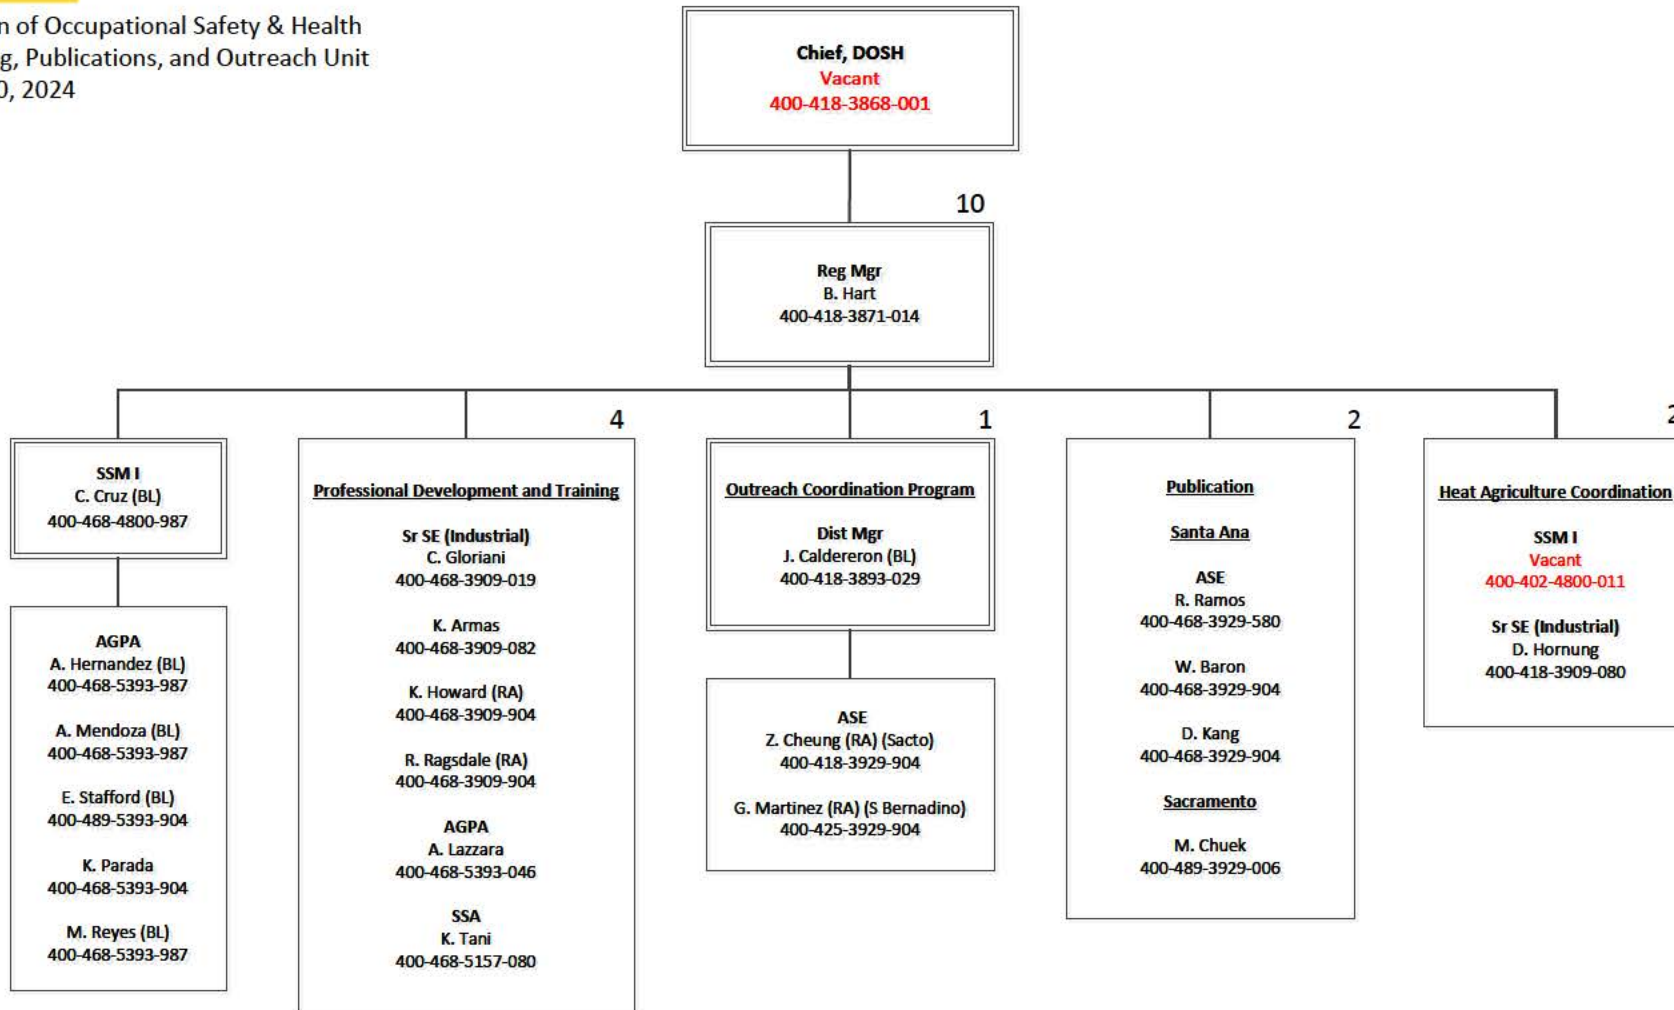 n of Occupational Safety & Health
g, Publications, and Outreach Unit
0, 2024
Chief, DOSH
Vacant
400-418-3868-001
10
Reg Mgr
B. Hart
400-418-3871-014
SSM I
C. Cruz (BL)
400-468-4800-987
AGPA
A. Hernandez (BL)
400-468-5393-987
A. Mendoza (BL)
400-468-5393-987
E. Stafford (BL)
400-489-5393-904
K. Parada
400-468-5393-904
M. Reyes (BL)
400-468-5393-987
4
Professional Development and Training
Sr SE (Industrial)
C. Gloriani
400-468-3909-019
K. Armas
400-468-3909-082
K. Howard (RA)
400-468-3909-904
R. Ragsdale (RA)
400-468-3909-904
AGPA
A. Lazzara
400-468-5393-046
SSA
K. Tani
400-468-5157-080
1
Outreach Coordination Program
Dist Mgr
J. Caldereron (BL)
400-418-3893-029
ASE
Z. Cheung (RA) (Sacto)
400-418-3929-904
G. Martinez (RA) (S Bernadino)
400-425-3929-904
2
Publication
Santa Ana
ASE
R. Ramos
400-468-3929-580
W. Baron
400-468-3929-904
D. Kang
400-468-3929-904
Sacramento
M. Chuek
400-489-3929-006
2
Heat Agriculture Coordination
SSM I
Vacant
400-402-4800-011
Sr SE (Industrial)
D. Hornung
400-418-3909-080